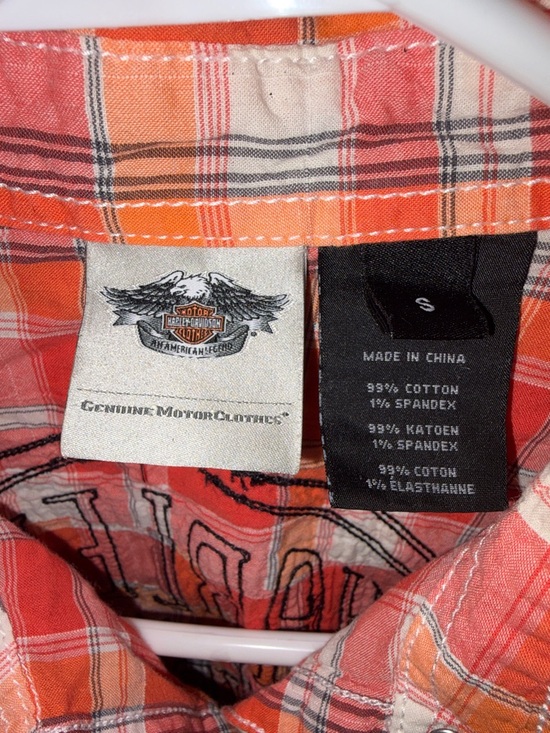 MOTOR
HARLEY-DAVIDSON
CLOTHES
AN AMERICAN LEGEND
®
GENUINE MOTORCLOTHES®
S
MADE IN CHINA
99% COTTON
1% SPANDEX
99% KATOEN
1% SPANDEX
99% COTON
1% ÉLASTHANNE